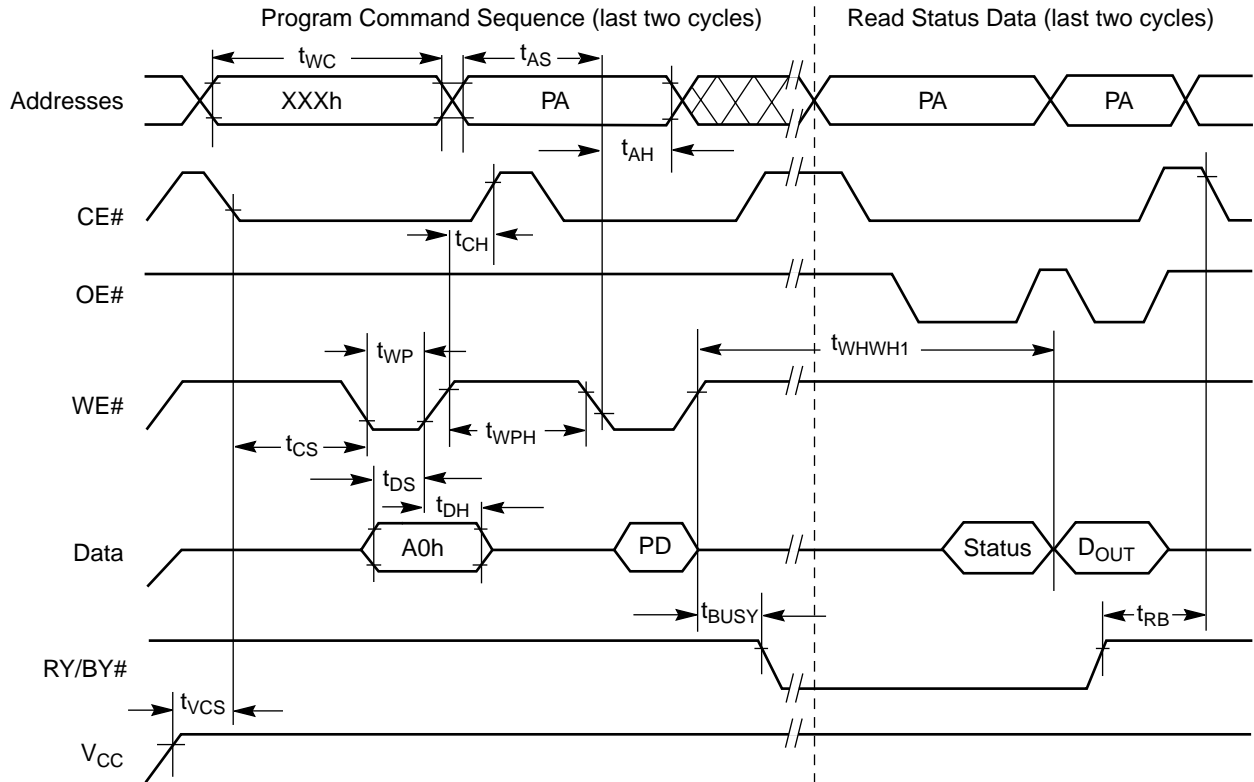 Program Command Sequence (last two cycles)
Read Status Data (last two cycles)
tWC
tAS
Addresses
XXXh
PA
PA
PA
tAH
CE#
tCH
OE#
tWP
tWHWH1
WE#
tCS
tWPH
tDS
tDH
Data
A0h
PD
Status
DOUT
tBUSY
tRB
RY/BY#
tVCS
VCC